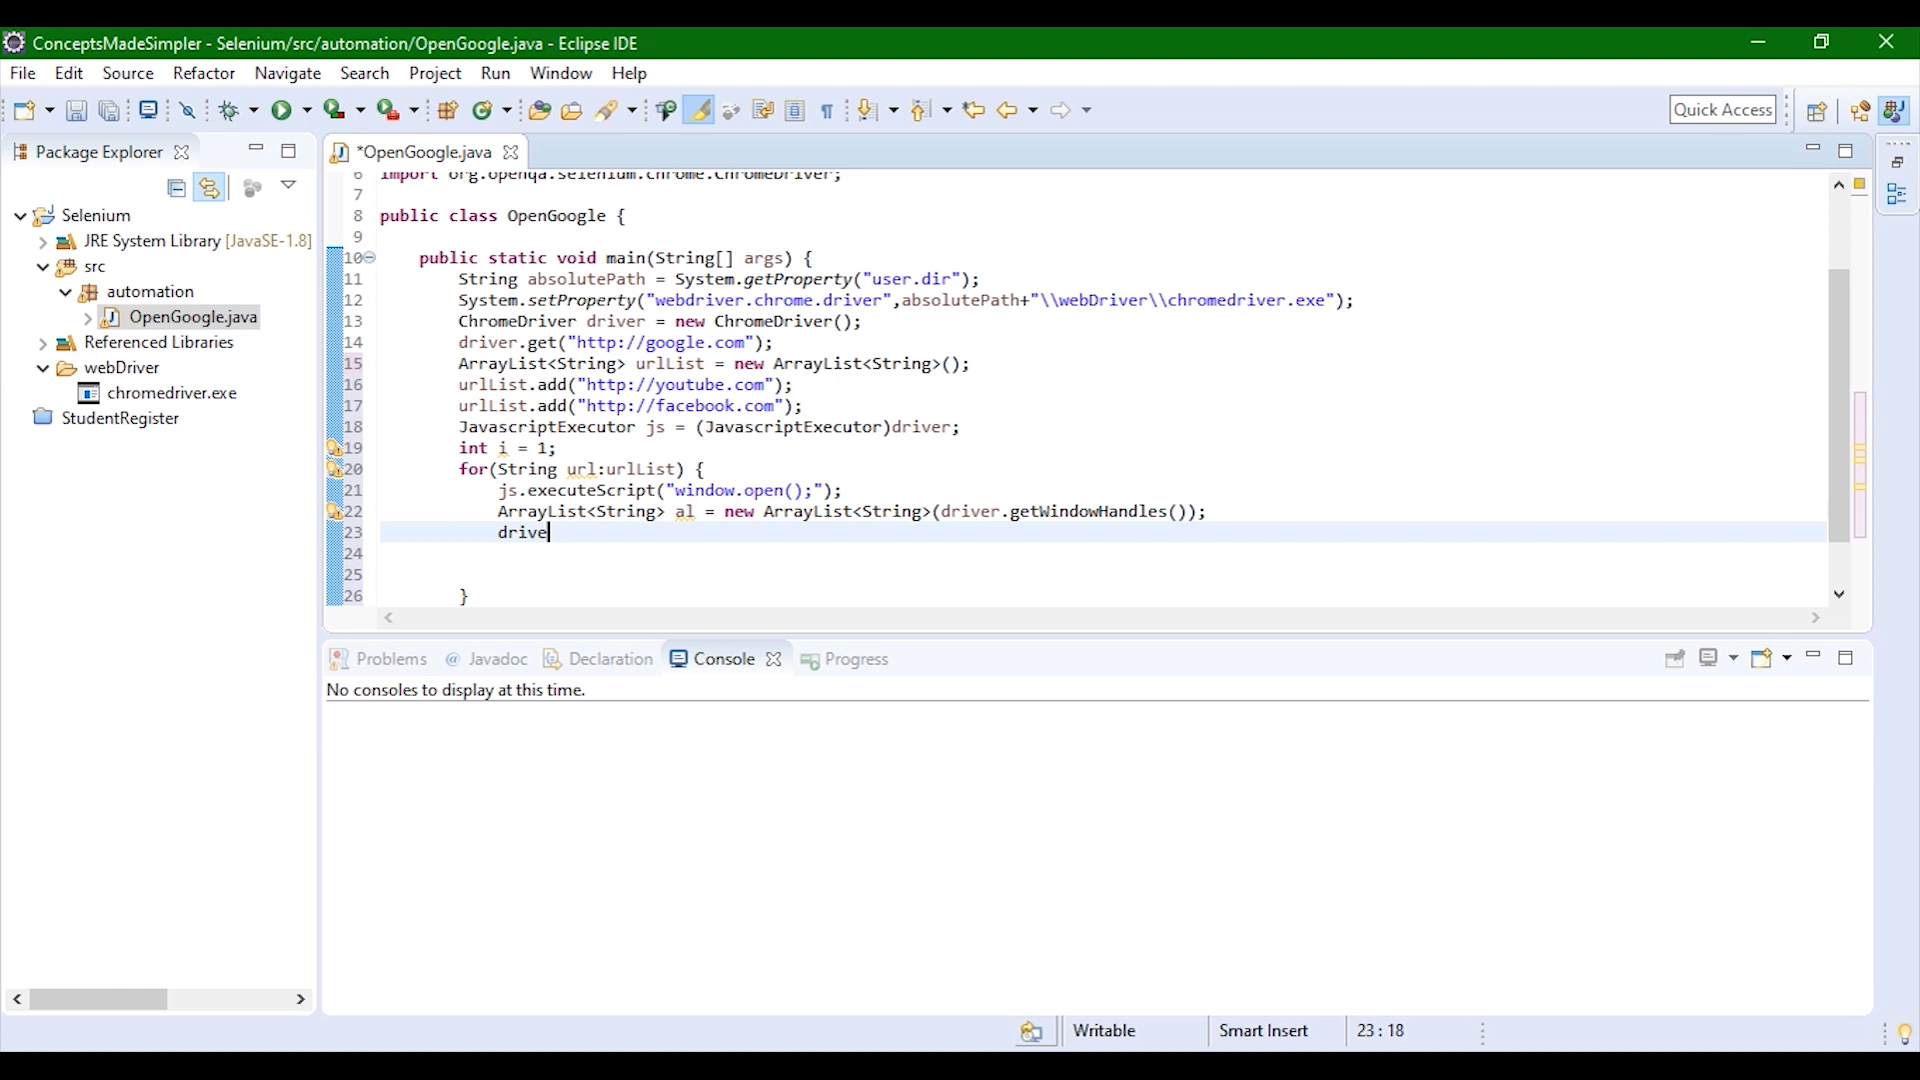 ConceptsMadeSimpler - Selenium/src/automation/OpenGoogle.java - Eclipse IDE
File Edit Source Refactor Navigate Search Project Run Window Help
Quick Access
Package Explorer
Selenium
JRE System Library [JavaSE-1.8]
src
automation
OpenGoogle.java
Referenced Libraries
webDriver
chromedriver.exe
StudentRegister
*OpenGoogle.java
6 import org.openqa.selenium.chrome.ChromeDriver;
7
8 public class OpenGoogle {
9
10 public static void main(String[] args) {
11 String absolutePath = System.getProperty("user.dir");
12 System.setProperty("webdriver.chrome.driver",absolutePath+"\\webDriver\\chromedriver.exe");
13 ChromeDriver driver = new ChromeDriver();
14 driver.get("http://google.com");
15 ArrayList<String> urlList = new ArrayList<String>();
16 urlList.add("http://youtube.com");
17 urlList.add("http://facebook.com");
18 JavascriptExecutor js = (JavascriptExecutor)driver;
19 int i = 1;
20 for(String url:urlList) {
21 js.executeScript("window.open();");
22 ArrayList<String> al = new ArrayList<String>(driver.getWindowHandles());
23 drive
24
25
26 }
Problems @ Javadoc Declaration Console Progress
No consoles to display at this time.
Writable Smart Insert 23 : 18